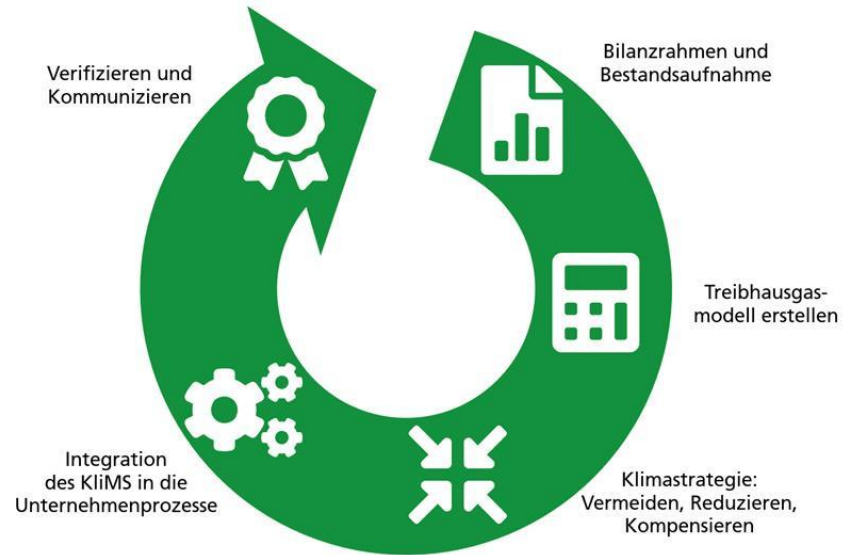 Bilanzrahmen und
Bestandsaufnahme
Treibhausgas-
modell erstellen
Klimastrategie:
Vermeiden, Reduzieren,
Kompensieren
Integration
des KliMS in die
Unternehmenprozesse
Verifizieren und
Kommunizieren